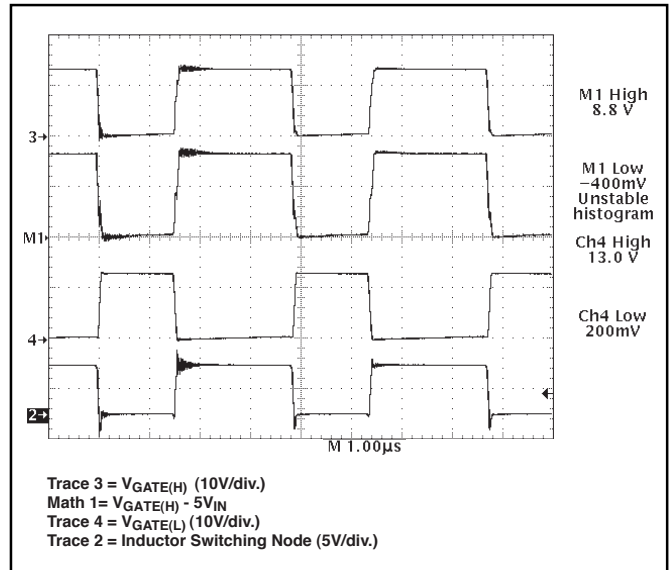 M1 High
8.8 V
3→
M1 Low
−400mV
Unstable
histogram
M1→
Ch4 High
13.0 V
Ch4 Low
200mV
4→
2→
M 1.00µs
Trace 3 = VGATE(H) (10V/div.)
Math 1= VGATE(H) - 5VIN
Trace 4 = VGATE(L) (10V/div.)
Trace 2 = Inductor Switching Node (5V/div.)